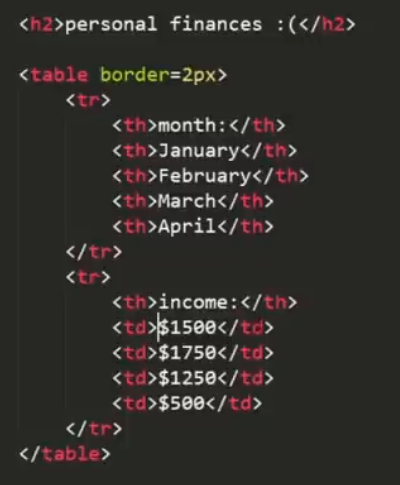 <h2>personal finances :(</h2>
<table border=2px>
<tr>
<th>month:</th>
<th>January</th>
<th>February</th>
<th>March</th>
<th>April</th>
</tr>
<tr>
<th>income:</th>
<td>$1500</td>
<td>$1750</td>
<td>$1250</td>
<td>$500</td>
</tr>
</table>